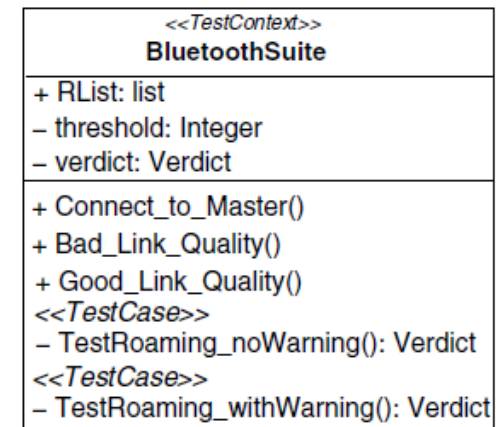 <<TestContext>>
BluetoothSuite
+ RList: list
– threshold: Integer
– verdict: Verdict
+ Connect_to_Master()
+ Bad_Link_Quality()
+ Good_Link_Quality()
<<TestCase>>
– TestRoaming_noWarning(): Verdict
<<TestCase>>
– TestRoaming_withWarning(): Verdict